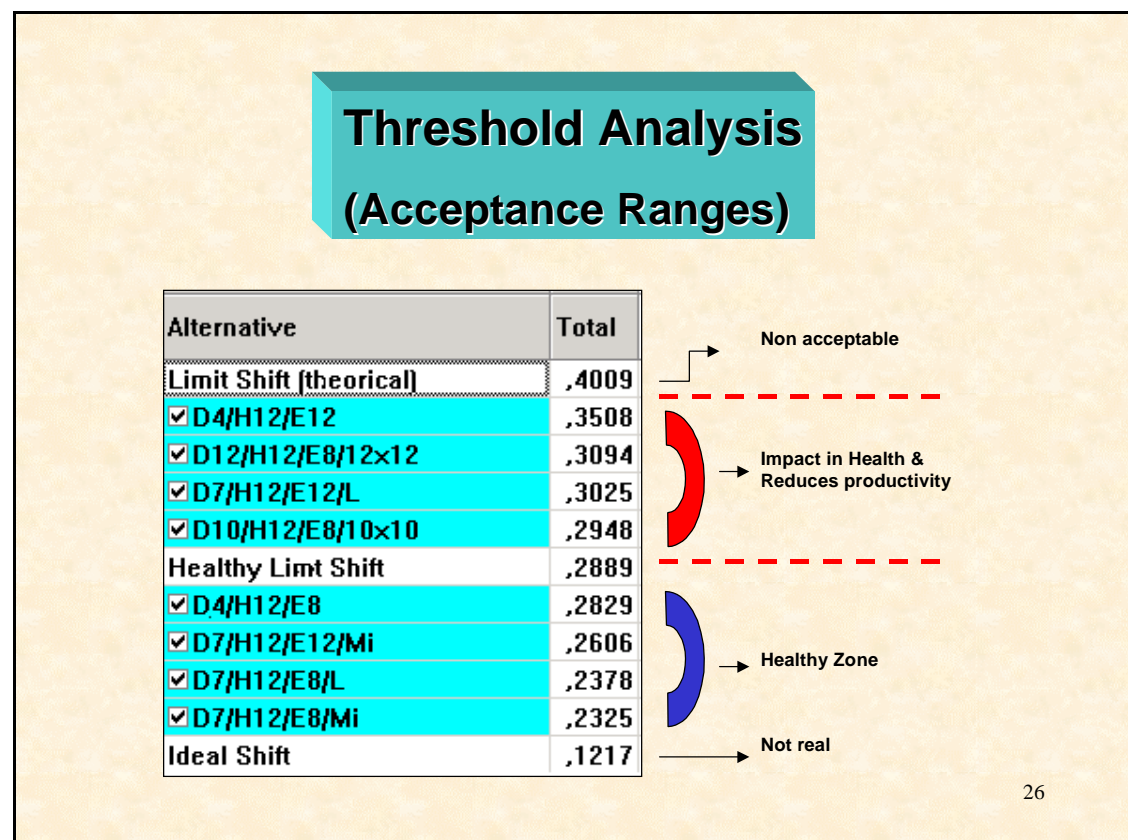 Threshold Analysis
(Acceptance Ranges)
Alternative Total
Limit Shift (theorical) ,4009
D4/H12/E12 ,3508
D12/H12/E8/12x12 ,3094
D7/H12/E12/L ,3025
D10/H12/E8/10x10 ,2948
Healthy Limt Shift ,2889
D4/H12/E8 ,2829
D7/H12/E12/Mi ,2606
D7/H12/E8/L ,2378
D7/H12/E8/Mi ,2325
Ideal Shift ,1217
Non acceptable
Impact in Health &
Reduces productivity
Healthy Zone
Not real
26